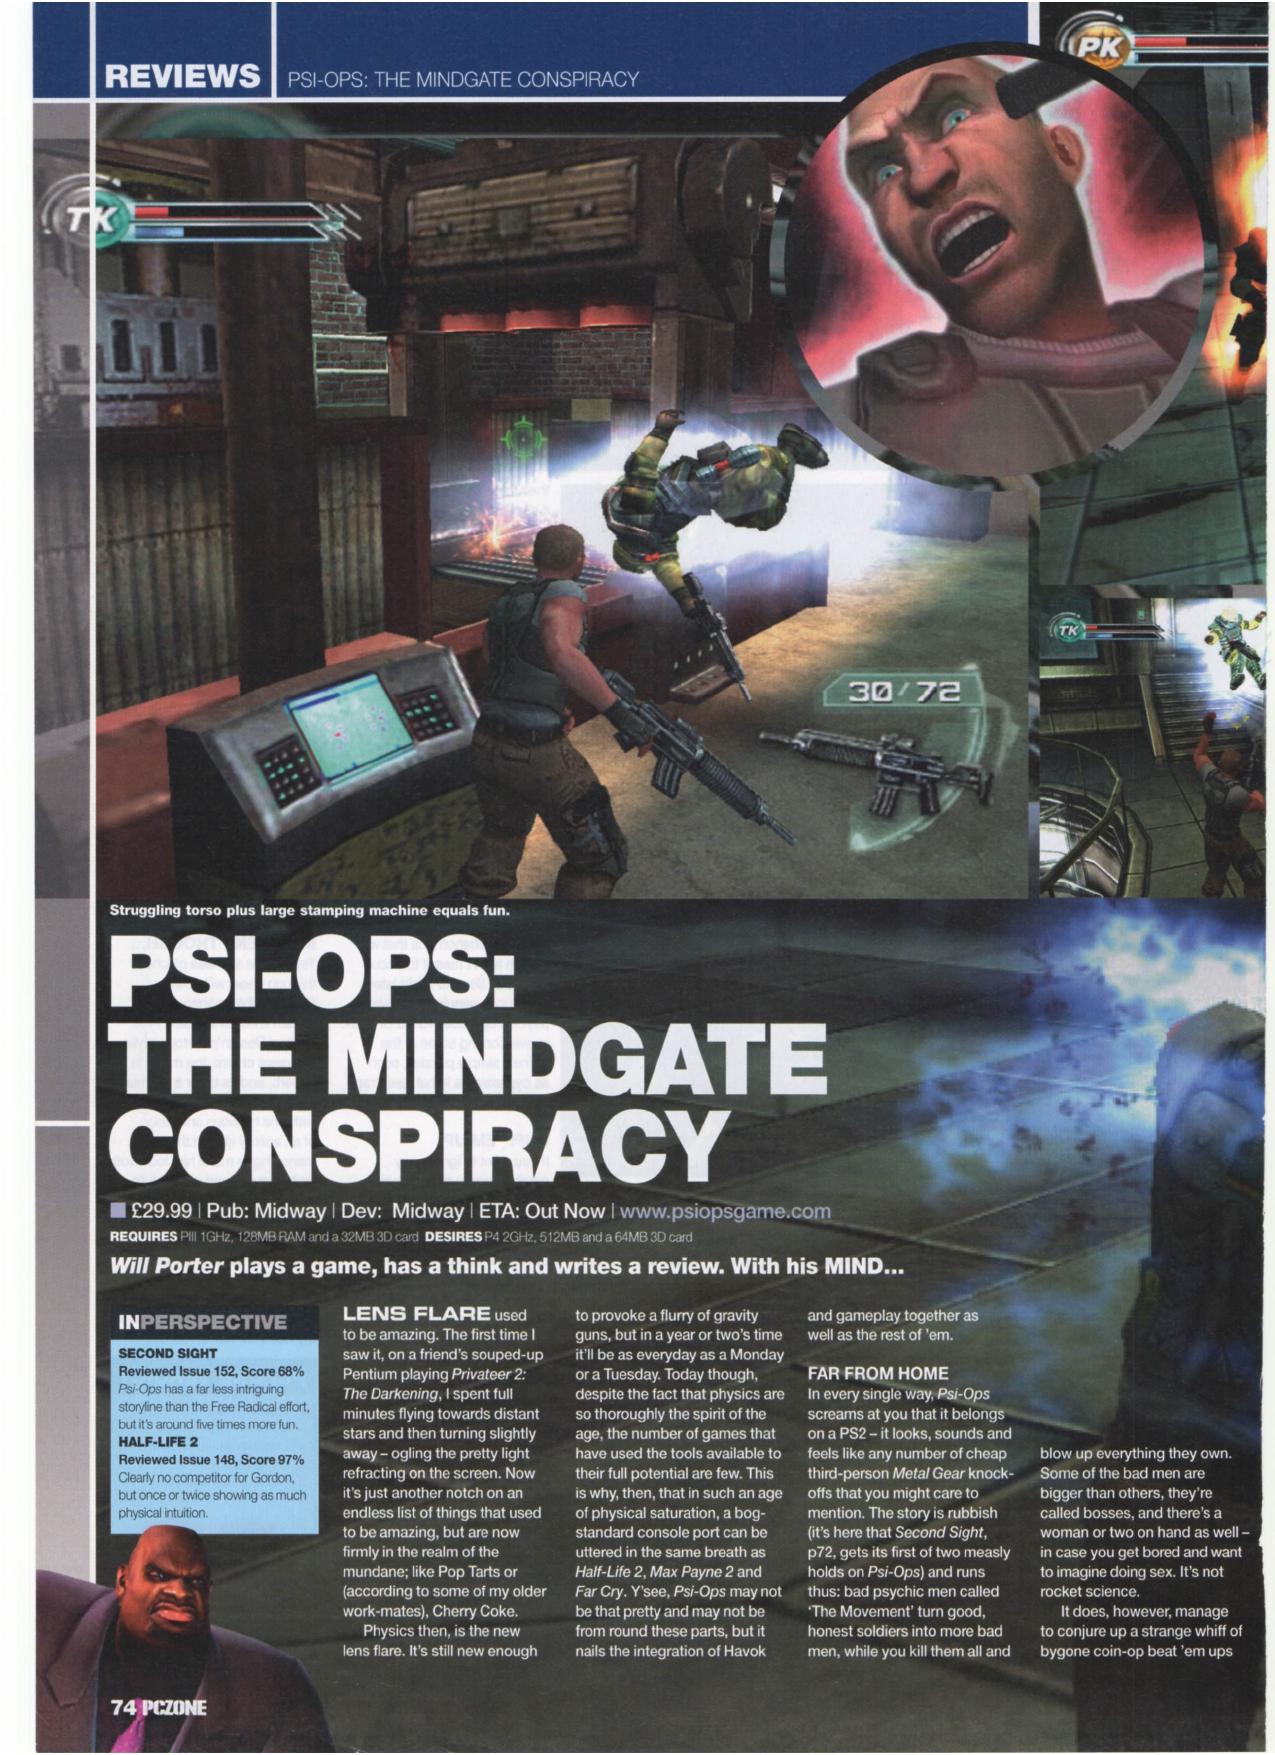 REVIEWS
PSI-OPS: THE MINDGATE CONSPIRACY
PK
TK
30/72
TK
Struggling torso plus large stamping machine equals fun.
PSI-OPS:
THE MINDGATE
CONSPIRACY
£29.99 | Pub: Midway | Dev: Midway | ETA: Out Now | www.psiopsgame.com
REQUIRES PIII 1GHz, 128MB RAM and a 32MB 3D card DESIRES P4 2GHz, 512MB and a 64MB 3D card
Will Porter plays a game, has a think and writes a review. With his MIND...
INPERSPECTIVE
SECOND SIGHT
Reviewed Issue 152, Score 68%
Psi-Ops has a far less intriguing
storyline than the Free Radical effort,
but it's around five times more fun.
HALF-LIFE 2
Reviewed Issue 148, Score 97%
Clearly no competitor for Gordon,
but once or twice showing as much
physical intuition.
LENS FLARE used
to be amazing. The first time I
saw it, on a friend's souped-up
Pentium playing Privateer 2:
The Darkening, I spent full
minutes flying towards distant
stars and then turning slightly
away – ogling the pretty light
refracting on the screen. Now
it's just another notch on an
endless list of things that used
to be amazing, but are now
firmly in the realm of the
mundane; like Pop Tarts or
(according to some of my older
work-mates), Cherry Coke.
Physics then, is the new
lens flare. It's still new enough
to provoke a flurry of gravity
guns, but in a year or two's time
it'll be as everyday as a Monday
or a Tuesday. Today though,
despite the fact that physics are
so thoroughly the spirit of the
age, the number of games that
have used the tools available to
their full potential are few. This
is why, then, that in such an age
of physical saturation, a bog-
standard console port can be
uttered in the same breath as
Half-Life 2, Max Payne 2 and
Far Cry. Y'see, Psi-Ops may not
be that pretty and may not be
from round these parts, but it
nails the integration of Havok
and gameplay together as
well as the rest of 'em.
FAR FROM HOME
In every single way, Psi-Ops
screams at you that it belongs
on a PS2 – it looks, sounds and
feels like any number of cheap
third-person Metal Gear knock-
offs that you might care to
mention. The story is rubbish
(it's here that Second Sight,
p72, gets its first of two measly
holds on Psi-Ops) and runs
thus: bad psychic men called
'The Movement' turn good,
honest soldiers into more bad
men, while you kill them all and
blow up everything they own.
Some of the bad men are
bigger than others, they're
called bosses, and there's a
woman or two on hand as well –
in case you get bored and want
to imagine doing sex. It's not
rocket science.
It does, however, manage
to conjure up a strange whiff of
bygone coin-op beat 'em ups
74 PCZONE